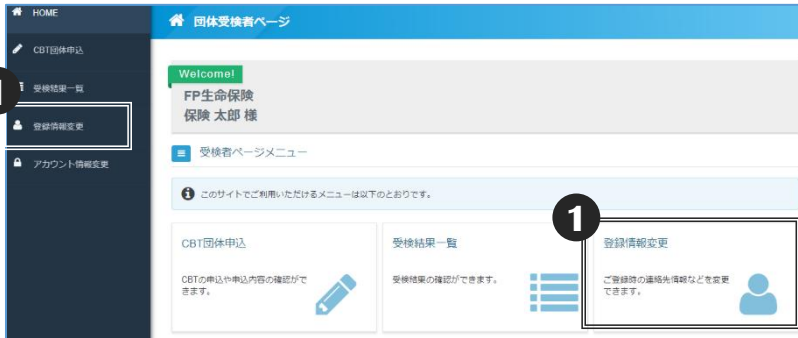 HOME
CBT団体申込
受検結果一覧
登録情報変更
アカウント情報変更
団体受検者ページ
Welcome!
FP生命保険
保険 太郎 様
受検者ページメニュー
このサイトでご利用いただけるメニューは以下のとおりです。
CBT団体申込
CBTの申込や申込内容の確認がで
きます。
受検結果一覧
受検結果の確認ができます。
1
登録情報変更
ご登録時の連絡先情報などを変更
できます。